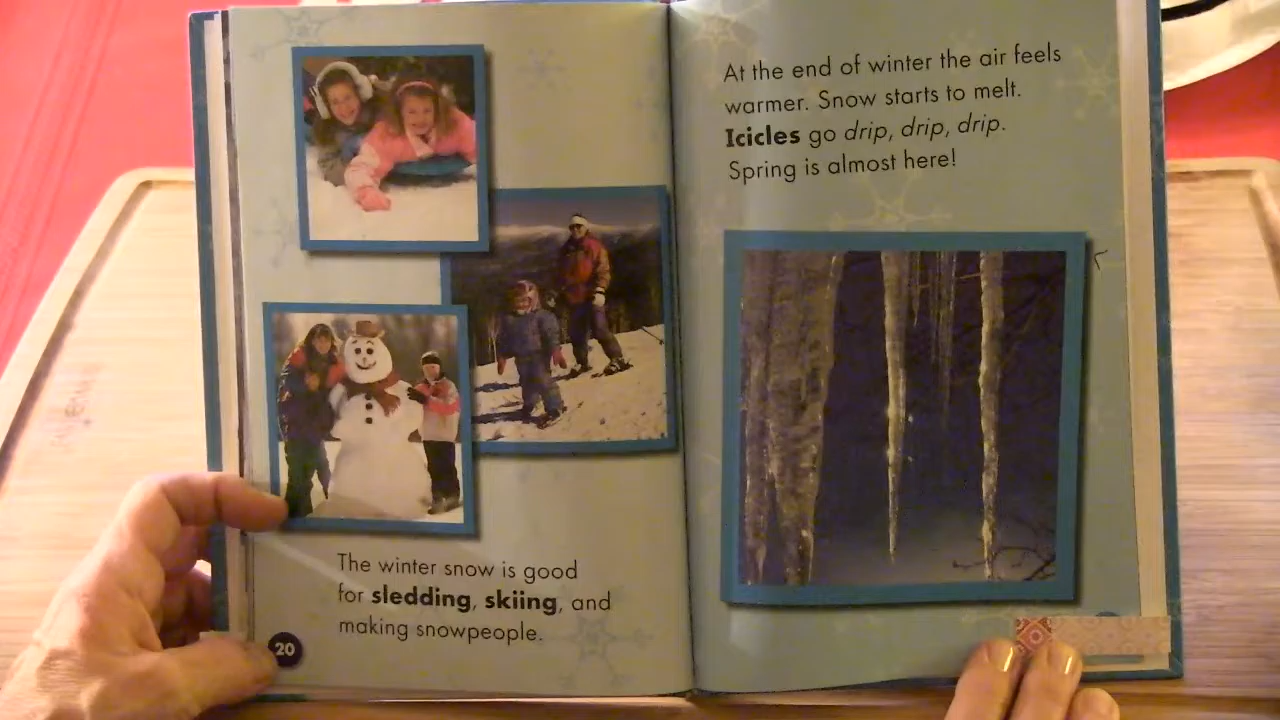 The winter snow is good
for sledding, skiing, and
making snowpeople.
20
At the end of winter the air feels
warmer. Snow starts to melt.
Icicles go drip, drip, drip.
Spring is almost here!